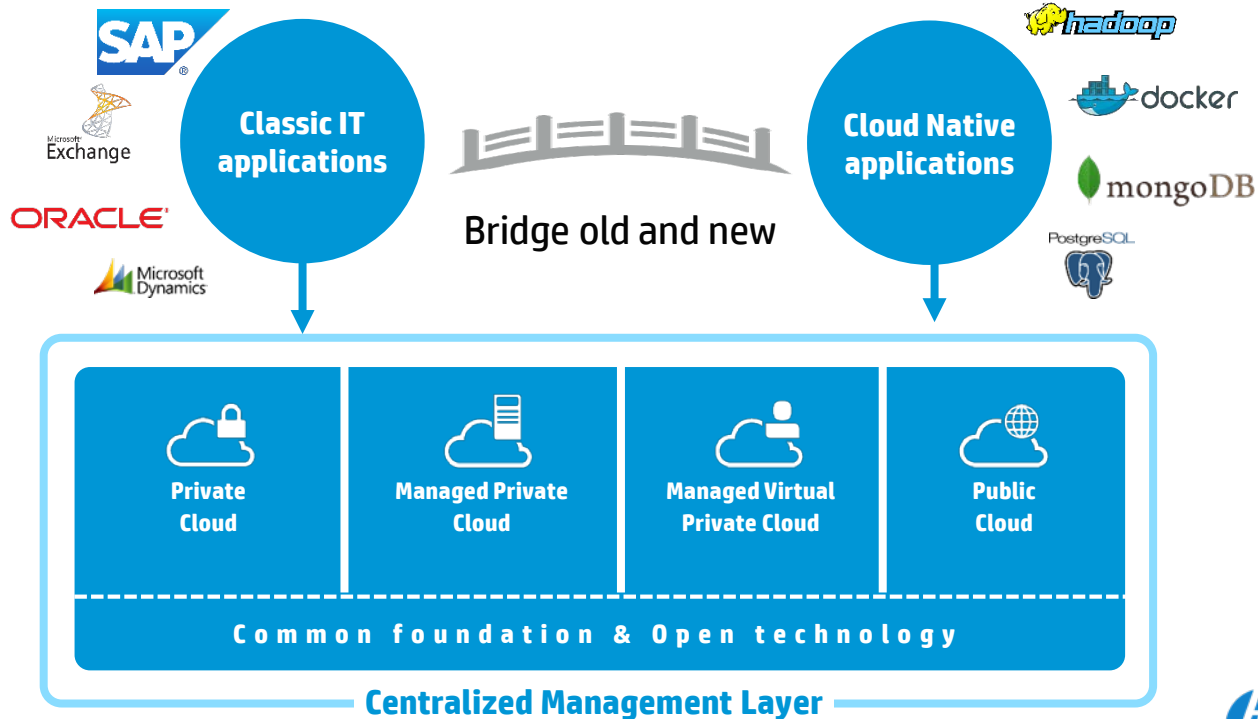 SAP
®
Microsoft®
Exchange
ORACLE®
Microsoft
Dynamics
Classic IT
applications
Bridge old and new
Cloud Native
applications
hadoop
docker
mongoDB
PostgreSQL
Private
Cloud
Managed Private
Cloud
Managed Virtual
Private Cloud
Public
Cloud
Common foundation & Open technology
Centralized Management Layer